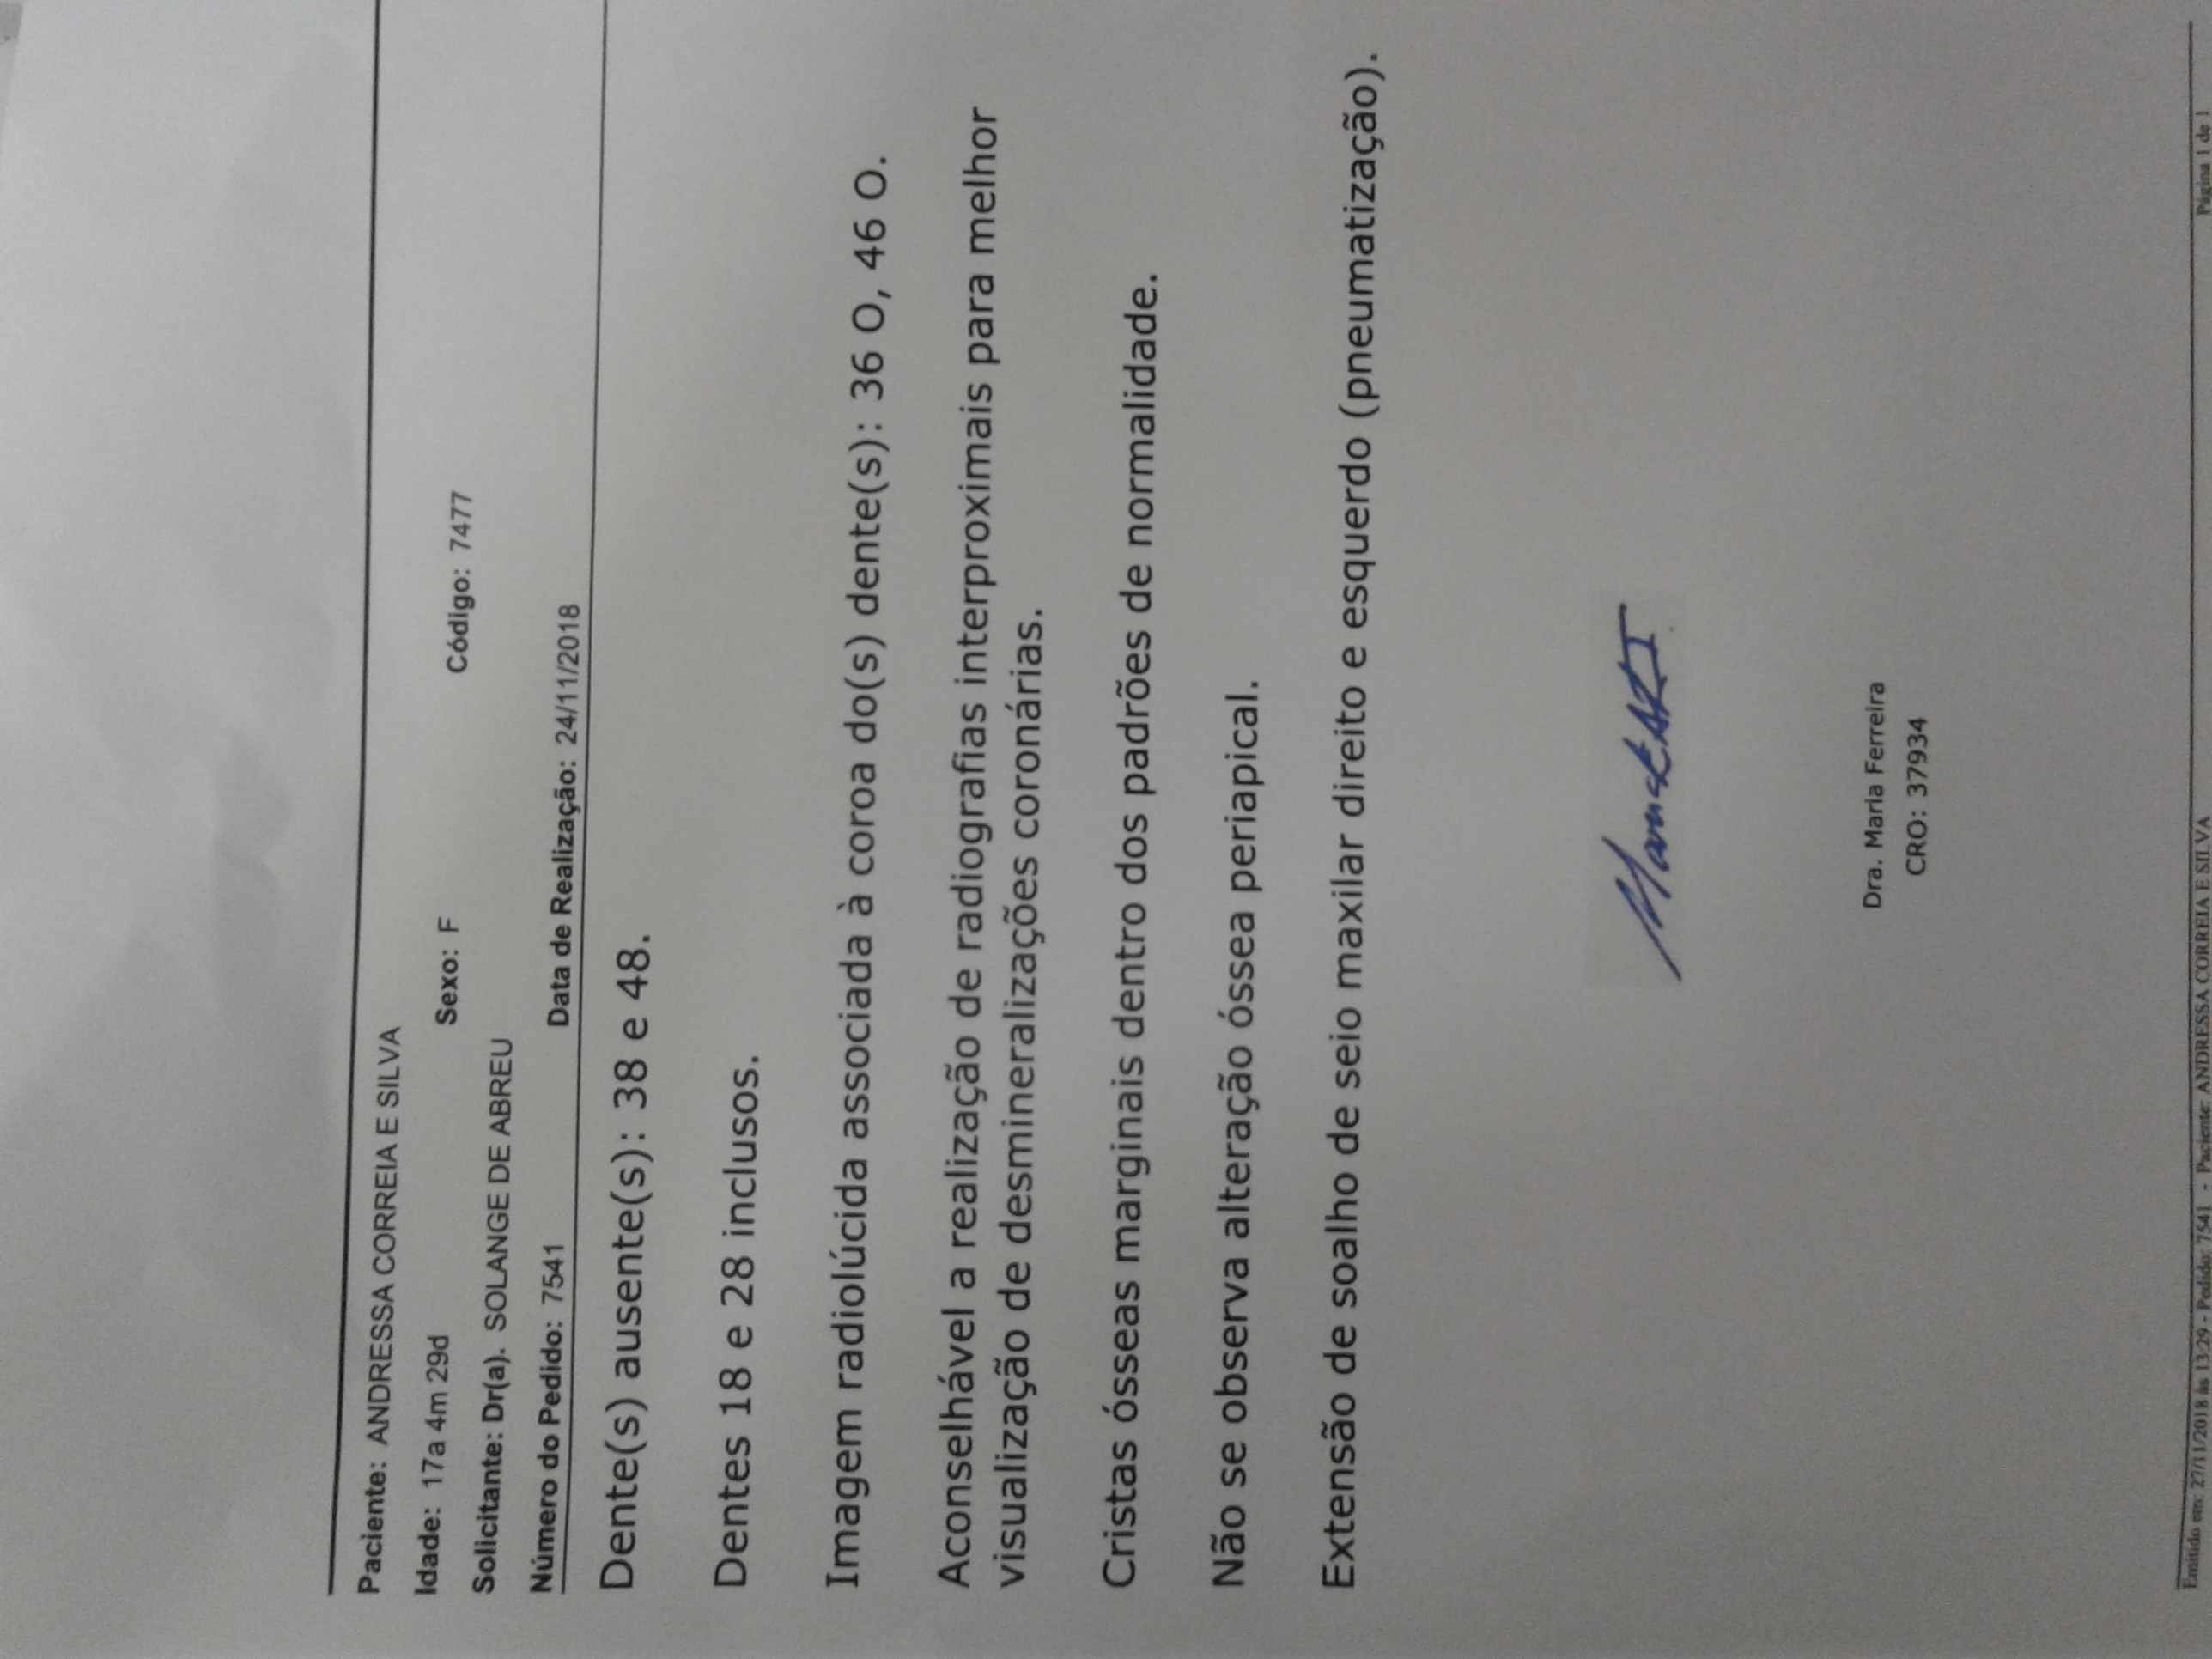 Paciente: ANDRESSA CORREIA E SILVA
Idade: 17a 4m 29d Sexo: F Código: 7477
Solicitante: Dr(a). SOLANGE DE ABREU
Número do Pedido: 7541 Data de Realização: 24/11/2018
Dente(s) ausente(s): 38 e 48.
Dentes 18 e 28 inclusos.
Imagem radiolúcida associada à coroa do(s) dente(s): 36 O, 46 O.
Aconselhável a realização de radiografias interproximais para melhor
visualização de desmineralizações coronárias.
Cristas ósseas marginais dentro dos padrões de normalidade.
Não se observa alteração óssea periapical.
Extensão de soalho de seio maxilar direito e esquerdo (pneumatização).
Dra. Maria Ferreira
CRO: 37934
Emitido em: 27/11/2018 às 13:29 - Pedido: 7541 - Paciente: ANDRESSA CORREIA E SILVA Página 1 de 1